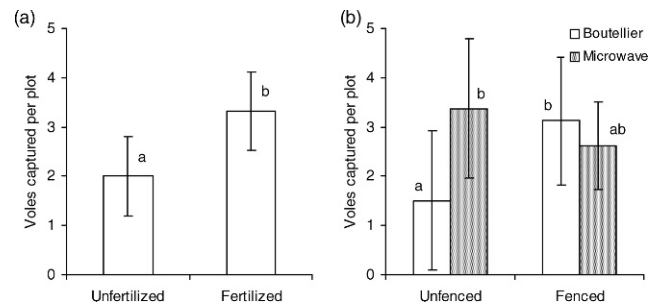 (a)
5
4
3
2
1
0
Voles captured per plot
a
b
Unfertilized
Fertilized
(b)
Boutellier
Microwave
5
4
3
2
1
0
Voles captured per plot
a
b
b
ab
Unfenced
Fenced